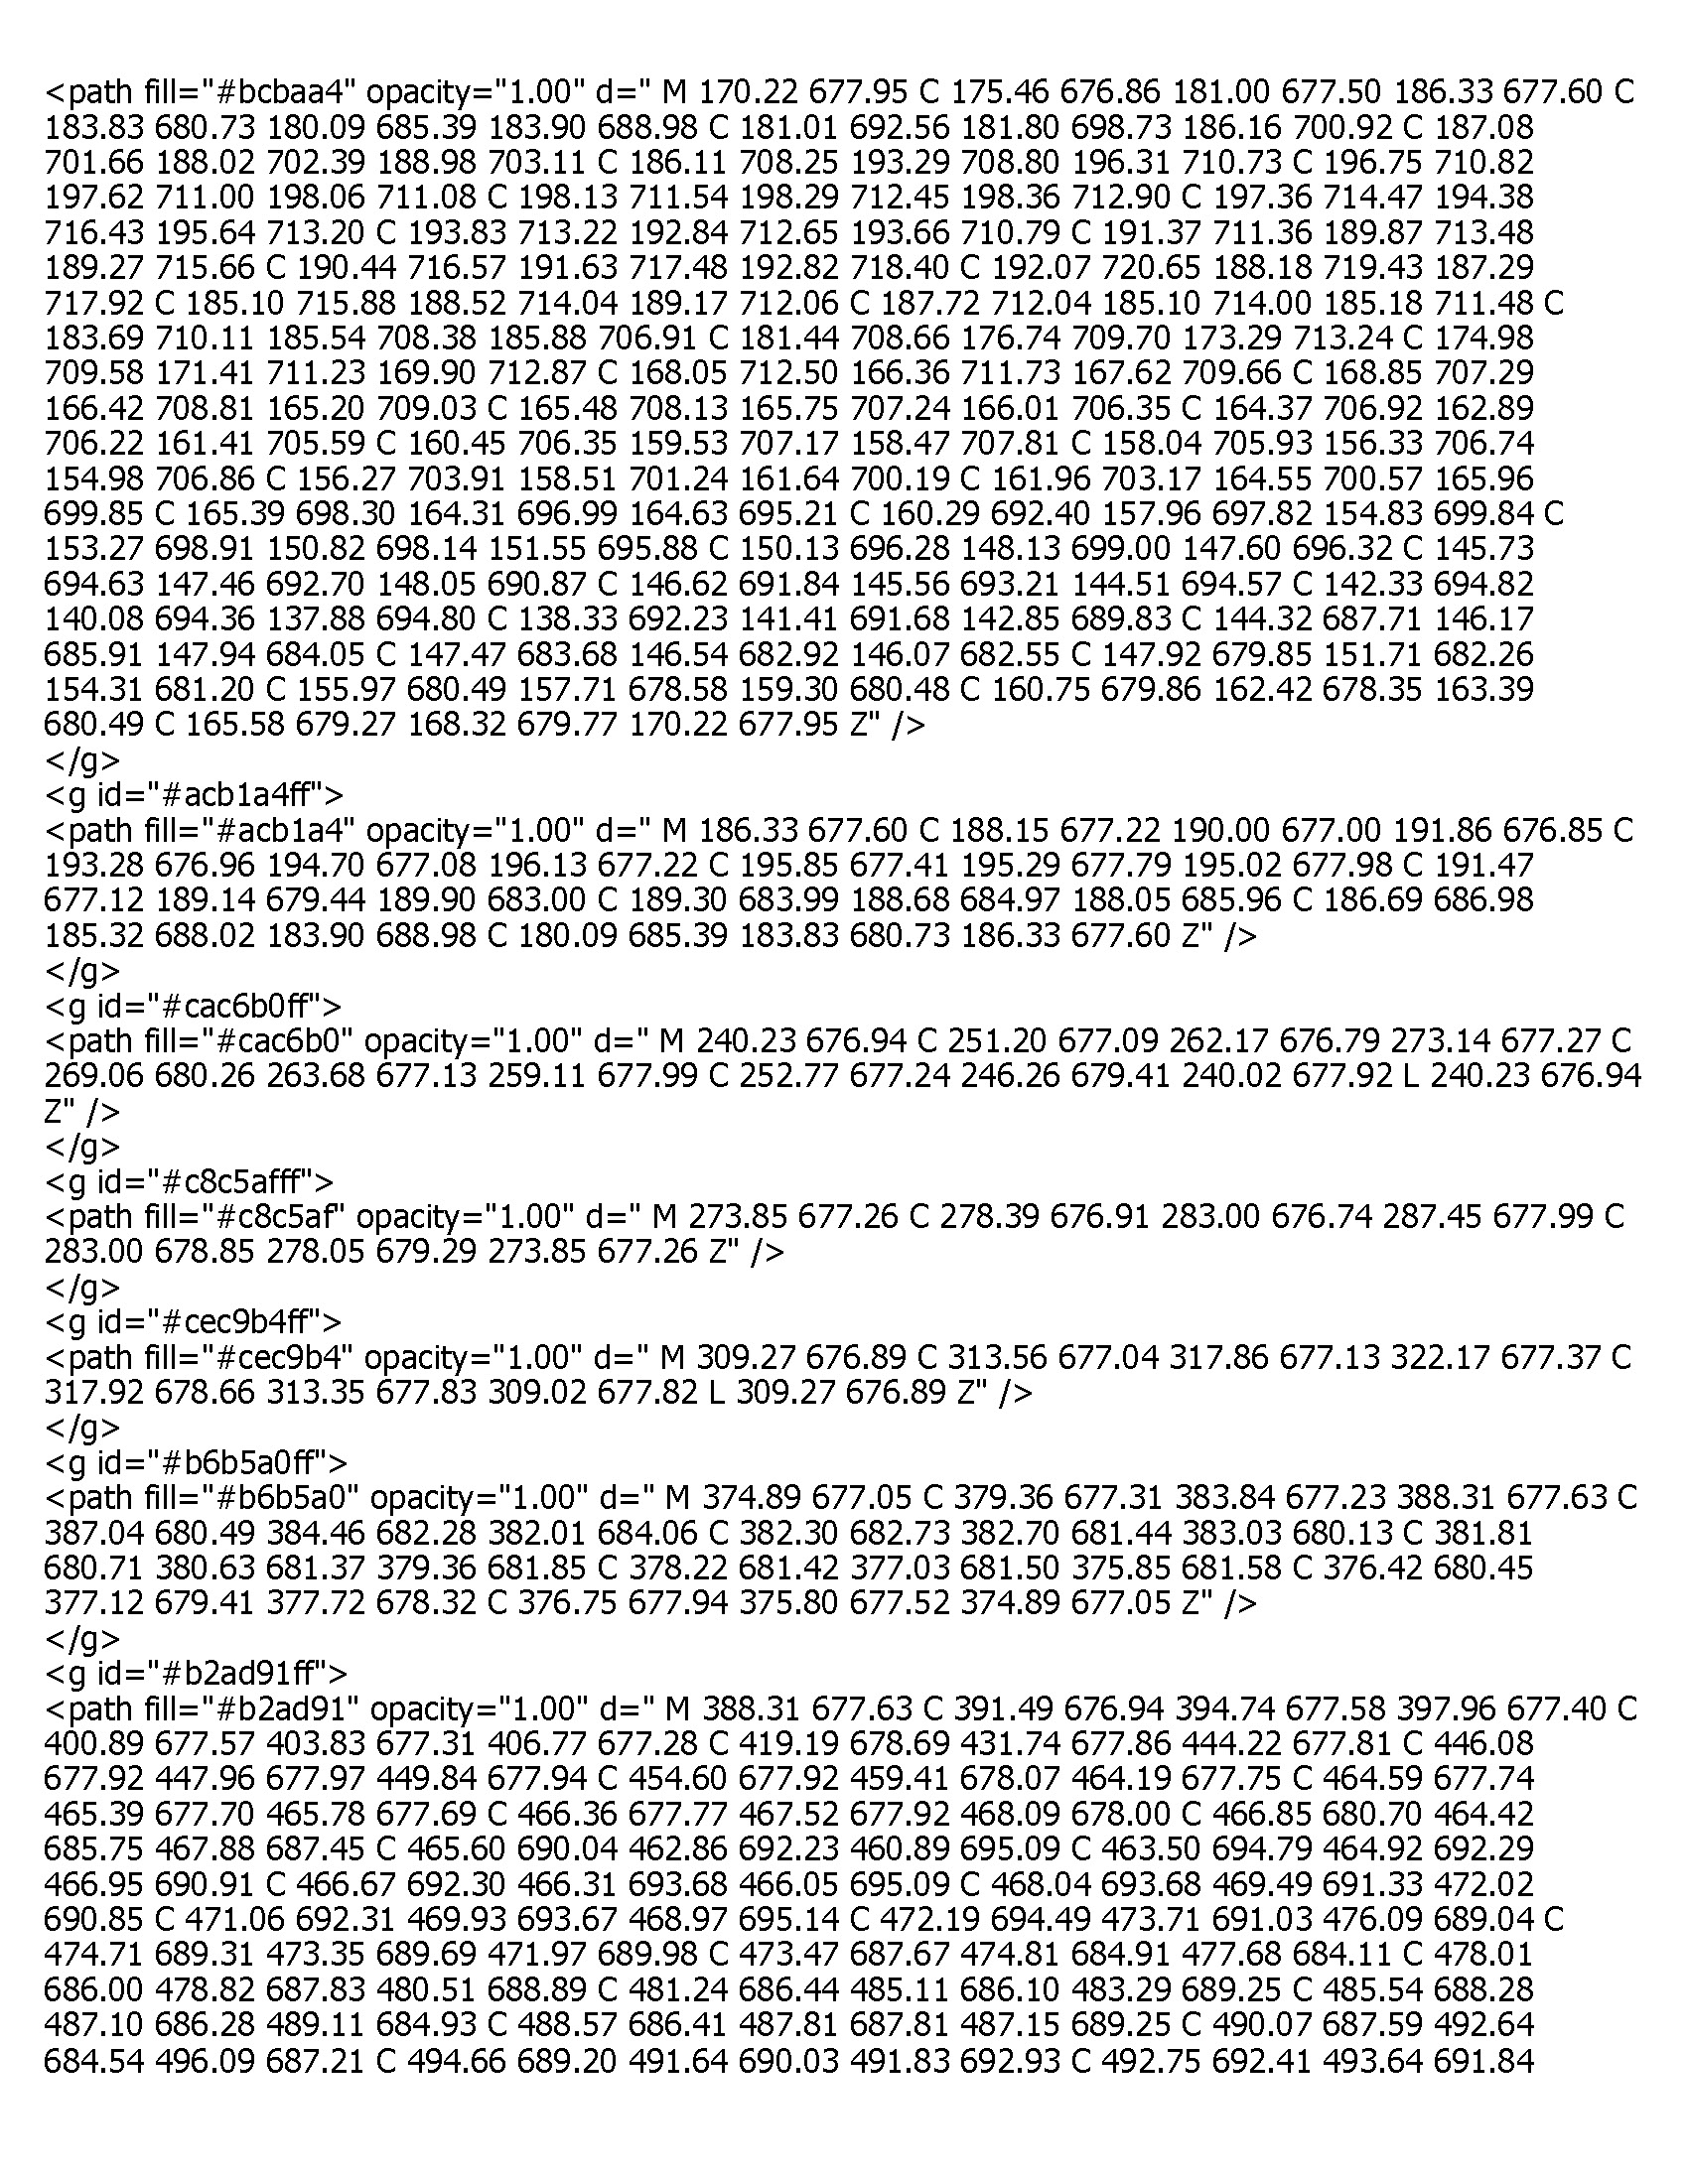 <path fill="#bcbaa4" opacity="1.00" d=" M 170.22 677.95 C 175.46 676.86 181.00 677.50 186.33 677.60 C
183.83 680.73 180.09 685.39 183.90 688.98 C 181.01 692.56 181.80 698.73 186.16 700.92 C 187.08
701.66 188.02 702.39 188.98 703.11 C 186.11 708.25 193.29 708.80 196.31 710.73 C 196.75 710.82
197.62 711.00 198.06 711.08 C 198.13 711.54 198.29 712.45 198.36 712.90 C 197.36 714.47 194.38
716.43 195.64 713.20 C 193.83 713.22 192.84 712.65 193.66 710.79 C 191.37 711.36 189.87 713.48
189.27 715.66 C 190.44 716.57 191.63 717.48 192.82 718.40 C 192.07 720.65 188.18 719.43 187.29
717.92 C 185.10 715.88 188.52 714.04 189.17 712.06 C 187.72 712.04 185.10 714.00 185.18 711.48 C
183.69 710.11 185.54 708.38 185.88 706.91 C 181.44 708.66 176.74 709.70 173.29 713.24 C 174.98
709.58 171.41 711.23 169.90 712.87 C 168.05 712.50 166.36 711.73 167.62 709.66 C 168.85 707.29
166.42 708.81 165.20 709.03 C 165.48 708.13 165.75 707.24 166.01 706.35 C 164.37 706.92 162.89
706.22 161.41 705.59 C 160.45 706.35 159.53 707.17 158.47 707.81 C 158.04 705.93 156.33 706.74
154.98 706.86 C 156.27 703.91 158.51 701.24 161.64 700.19 C 161.96 703.17 164.55 700.57 165.96
699.85 C 165.39 698.30 164.31 696.99 164.63 695.21 C 160.29 692.40 157.96 697.82 154.83 699.84 C
153.27 698.91 150.82 698.14 151.55 695.88 C 150.13 696.28 148.13 699.00 147.60 696.32 C 145.73
694.63 147.46 692.70 148.05 690.87 C 146.62 691.84 145.56 693.21 144.51 694.57 C 142.33 694.82
140.08 694.36 137.88 694.80 C 138.33 692.23 141.41 691.68 142.85 689.83 C 144.32 687.71 146.17
685.91 147.94 684.05 C 147.47 683.68 146.54 682.92 146.07 682.55 C 147.92 679.85 151.71 682.26
154.31 681.20 C 155.97 680.49 157.71 678.58 159.30 680.48 C 160.75 679.86 162.42 678.35 163.39
680.49 C 165.58 679.27 168.32 679.77 170.22 677.95 Z" />
</g>
<g id="#acb1a4ff">
<path fill="#acb1a4" opacity="1.00" d=" M 186.33 677.60 C 188.15 677.22 190.00 677.00 191.86 676.85 C
193.28 676.96 194.70 677.08 196.13 677.22 C 195.85 677.41 195.29 677.79 195.02 677.98 C 191.47
677.12 189.14 679.44 189.90 683.00 C 189.30 683.99 188.68 684.97 188.05 685.96 C 186.69 686.98
185.32 688.02 183.90 688.98 C 180.09 685.39 183.83 680.73 186.33 677.60 Z" />
</g>
<g id="#cac6b0ff">
<path fill="#cac6b0" opacity="1.00" d=" M 240.23 676.94 C 251.20 677.09 262.17 676.79 273.14 677.27 C
269.06 680.26 263.68 677.13 259.11 677.99 C 252.77 677.24 246.26 679.41 240.02 677.92 L 240.23 676.94
Z" />
</g>
<g id="#c8c5afff">
<path fill="#c8c5af" opacity="1.00" d=" M 273.85 677.26 C 278.39 676.91 283.00 676.74 287.45 677.99 C
283.00 678.85 278.05 679.29 273.85 677.26 Z" />
</g>
<g id="#cec9b4ff">
<path fill="#cec9b4" opacity="1.00" d=" M 309.27 676.89 C 313.56 677.04 317.86 677.13 322.17 677.37 C
317.92 678.66 313.35 677.83 309.02 677.82 L 309.27 676.89 Z" />
</g>
<g id="#b6b5a0ff">
<path fill="#b6b5a0" opacity="1.00" d=" M 374.89 677.05 C 379.36 677.31 383.84 677.23 388.31 677.63 C
387.04 680.49 384.46 682.28 382.01 684.06 C 382.30 682.73 382.70 681.44 383.03 680.13 C 381.81
680.71 380.63 681.37 379.36 681.85 C 378.22 681.42 377.03 681.50 375.85 681.58 C 376.42 680.45
377.12 679.41 377.72 678.32 C 376.75 677.94 375.80 677.52 374.89 677.05 Z" />
</g>
<g id="#b2ad91ff">
<path fill="#b2ad91" opacity="1.00" d=" M 388.31 677.63 C 391.49 676.94 394.74 677.58 397.96 677.40 C
400.89 677.57 403.83 677.31 406.77 677.28 C 419.19 678.69 431.74 677.86 444.22 677.81 C 446.08
677.92 447.96 677.97 449.84 677.94 C 454.60 677.92 459.41 678.07 464.19 677.75 C 464.59 677.74
465.39 677.70 465.78 677.69 C 466.36 677.77 467.52 677.92 468.09 678.00 C 466.85 680.70 464.42
685.75 467.88 687.45 C 465.60 690.04 462.86 692.23 460.89 695.09 C 463.50 694.79 464.92 692.29
466.95 690.91 C 466.67 692.30 466.31 693.68 466.05 695.09 C 468.04 693.68 469.49 691.33 472.02
690.85 C 471.06 692.31 469.93 693.67 468.97 695.14 C 472.19 694.49 473.71 691.03 476.09 689.04 C
474.71 689.31 473.35 689.69 471.97 689.98 C 473.47 687.67 474.81 684.91 477.68 684.11 C 478.01
686.00 478.82 687.83 480.51 688.89 C 481.24 686.44 485.11 686.10 483.29 689.25 C 485.54 688.28
487.10 686.28 489.11 684.93 C 488.57 686.41 487.81 687.81 487.15 689.25 C 490.07 687.59 492.64
684.54 496.09 687.21 C 494.66 689.20 491.64 690.03 491.83 692.93 C 492.75 692.41 493.64 691.84